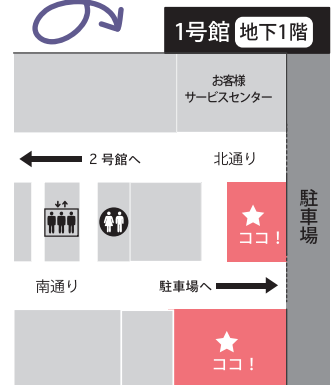 1号館 地下1階
お客様
サービスセンター
2号館へ
北通り
駐車場
ココ！
南通り
駐車場へ
ココ！